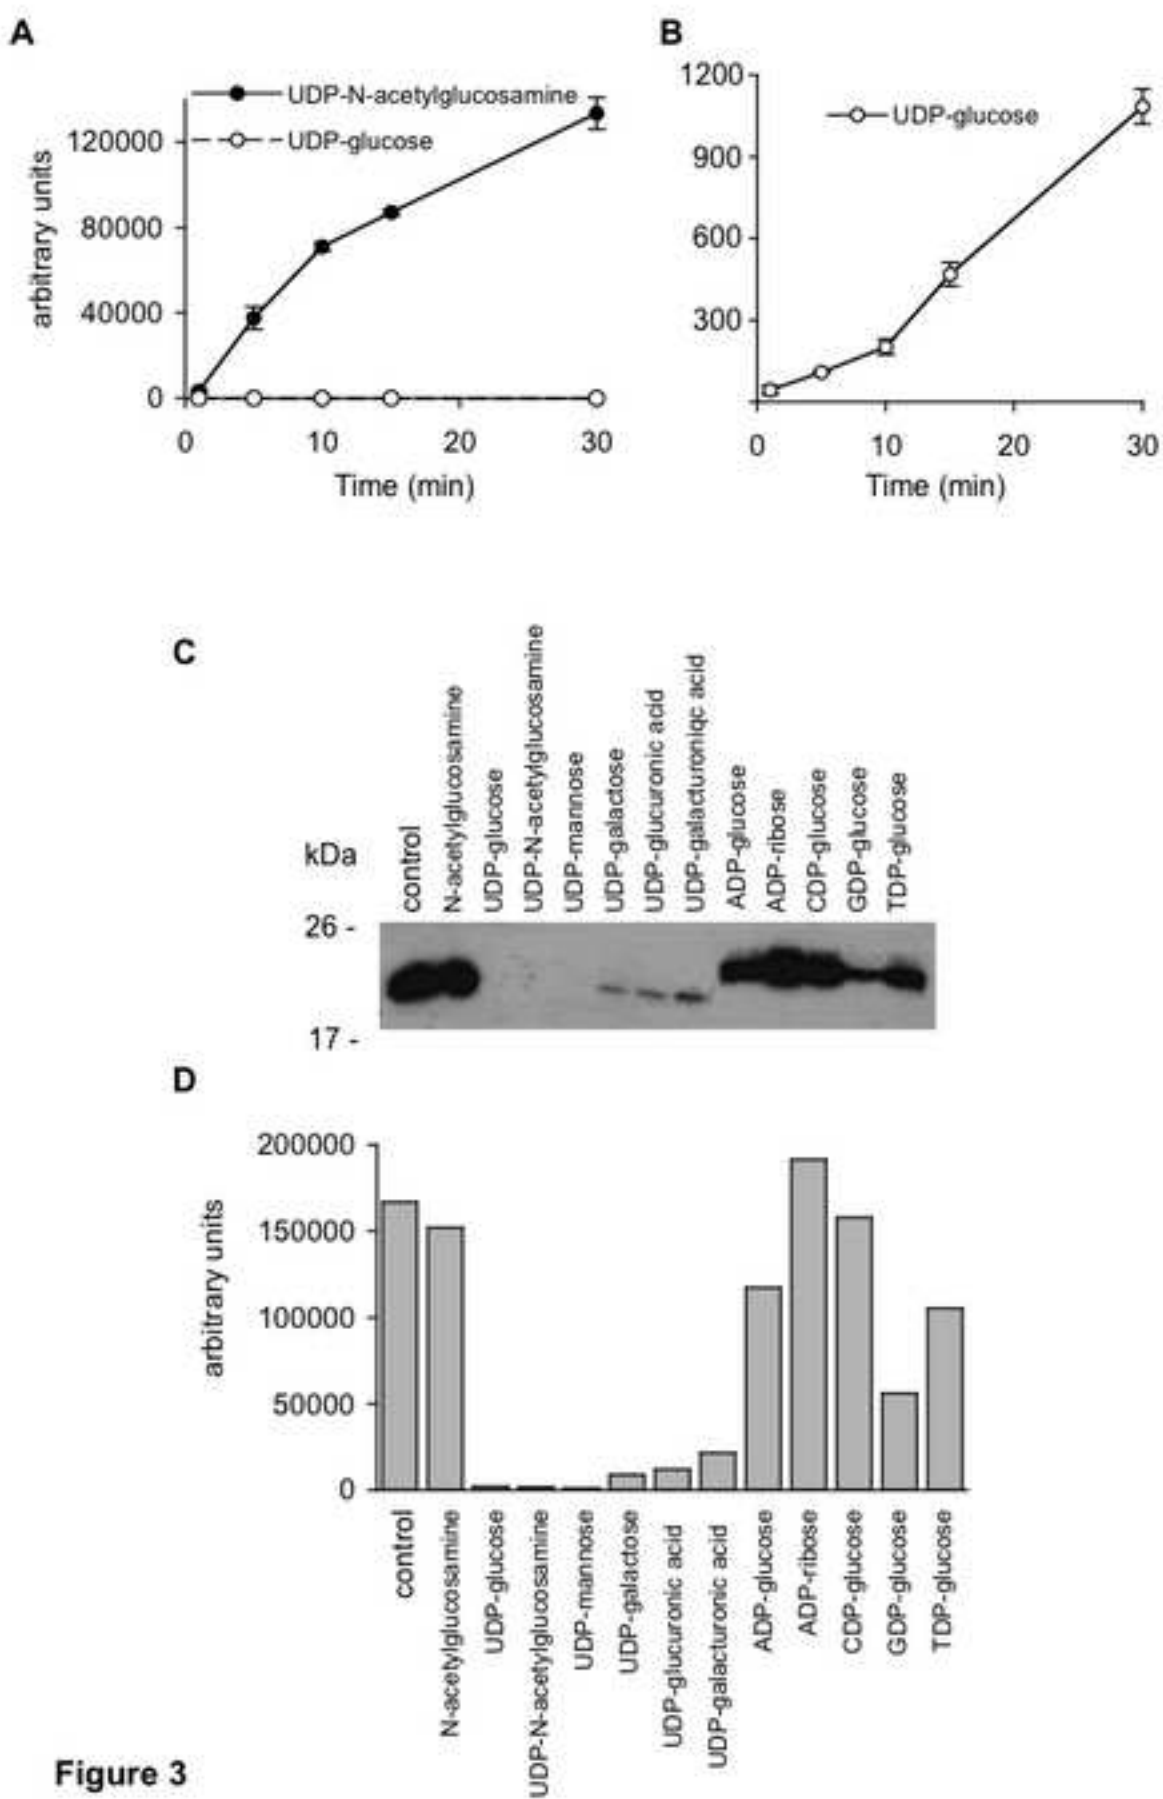 A
UDP-N-acetylglucosamine
UDP-glucose
arbitrary units
120000
80000
40000
0
0 10 20 30
Time (min)
B
1200
UDP-glucose
900
600
300
0 10 20 30
Time (min)
C
kDa
control
N-acetylglucosamine
UDP-glucose
UDP-N-acetylglucosamine
UDP-mannose
UDP-galactose
UDP-glucuronic acid
UDP-galacturoniqc acid
ADP-glucose
ADP-ribose
CDP-glucose
GDP-glucose
TDP-glucose
26 -
17 -
D
arbitrary units
200000
150000
100000
50000
0
control
N-acetylglucosamine
UDP-glucose
UDP-N-acetylglucosamine
UDP-mannose
UDP-galactose
UDP-glucuronic acid
UDP-galacturonic acid
ADP-glucose
ADP-ribose
CDP-glucose
GDP-glucose
TDP-glucose
Figure 3